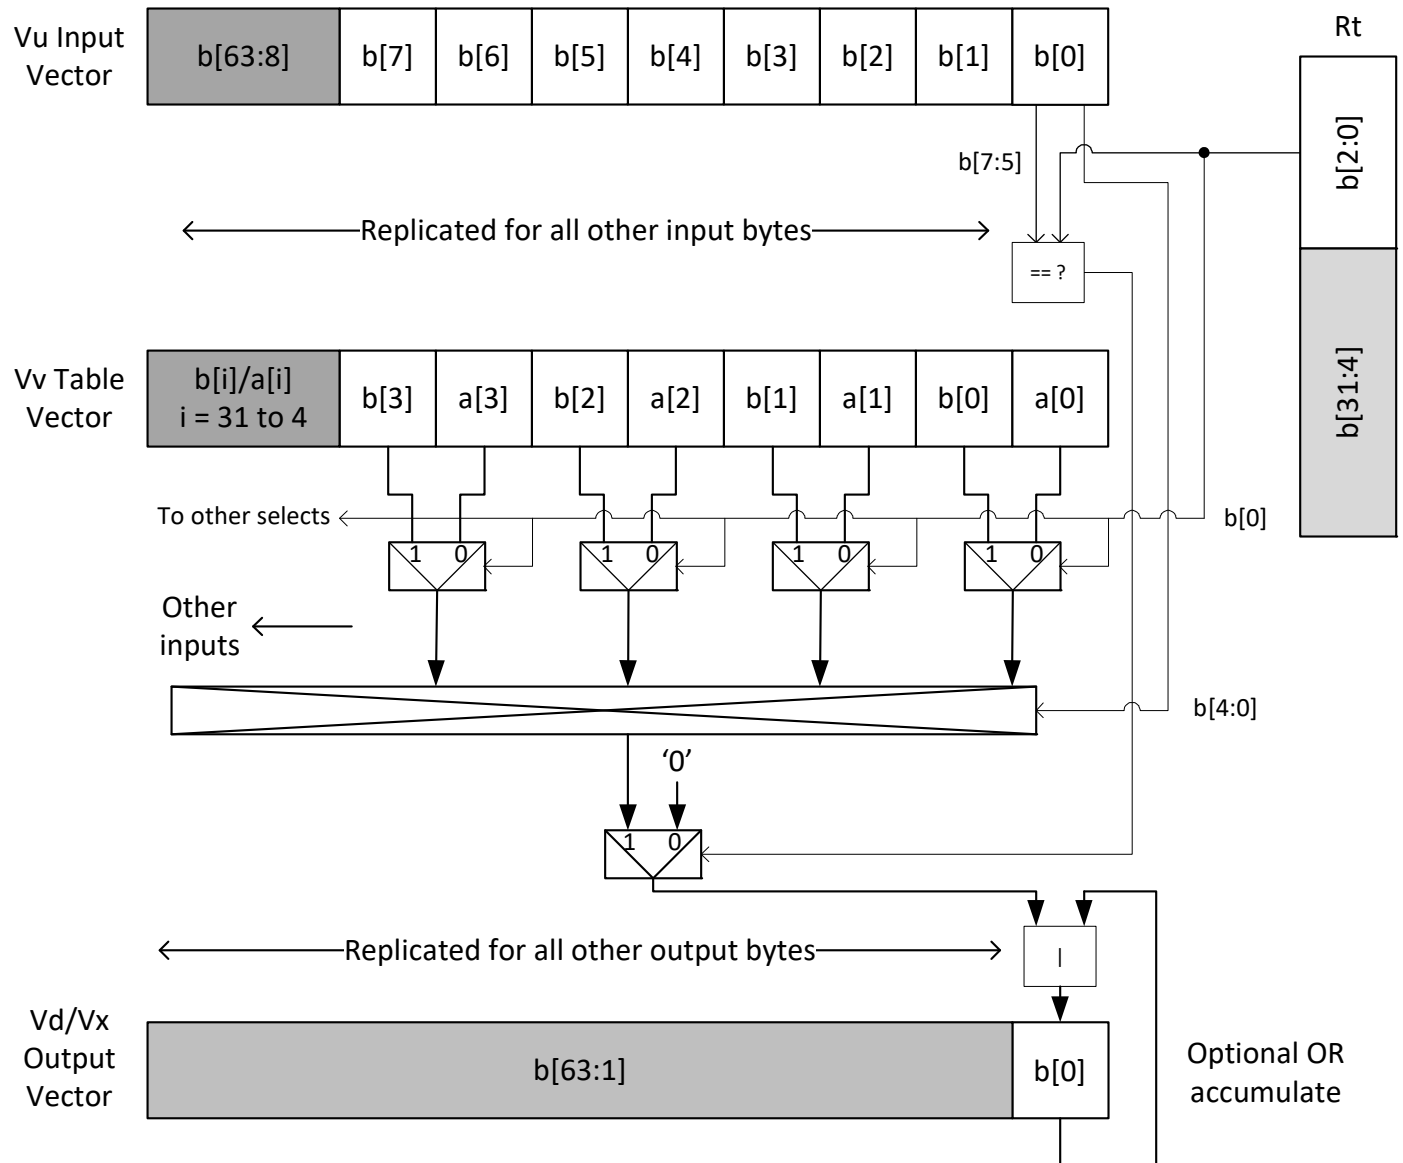 Vu Input
Vector
b[63:8]
b[7]
b[6]
b[5]
b[4]
b[3]
b[2]
b[1]
b[0]
Rt
b[2:0]
b[31:4]
b[7:5]
Replicated for all other input bytes
== ?
Vv Table
Vector
b[i]/a[i]
i = 31 to 4
b[3]
a[3]
b[2]
a[2]
b[1]
a[1]
b[0]
a[0]
To other selects
b[0]
1 0
1 0
1 0
1 0
Other
inputs
b[4:0]
‘0’
1 0
Replicated for all other output bytes
|
Vd/Vx
Output
Vector
b[63:1]
b[0]
Optional OR
accumulate